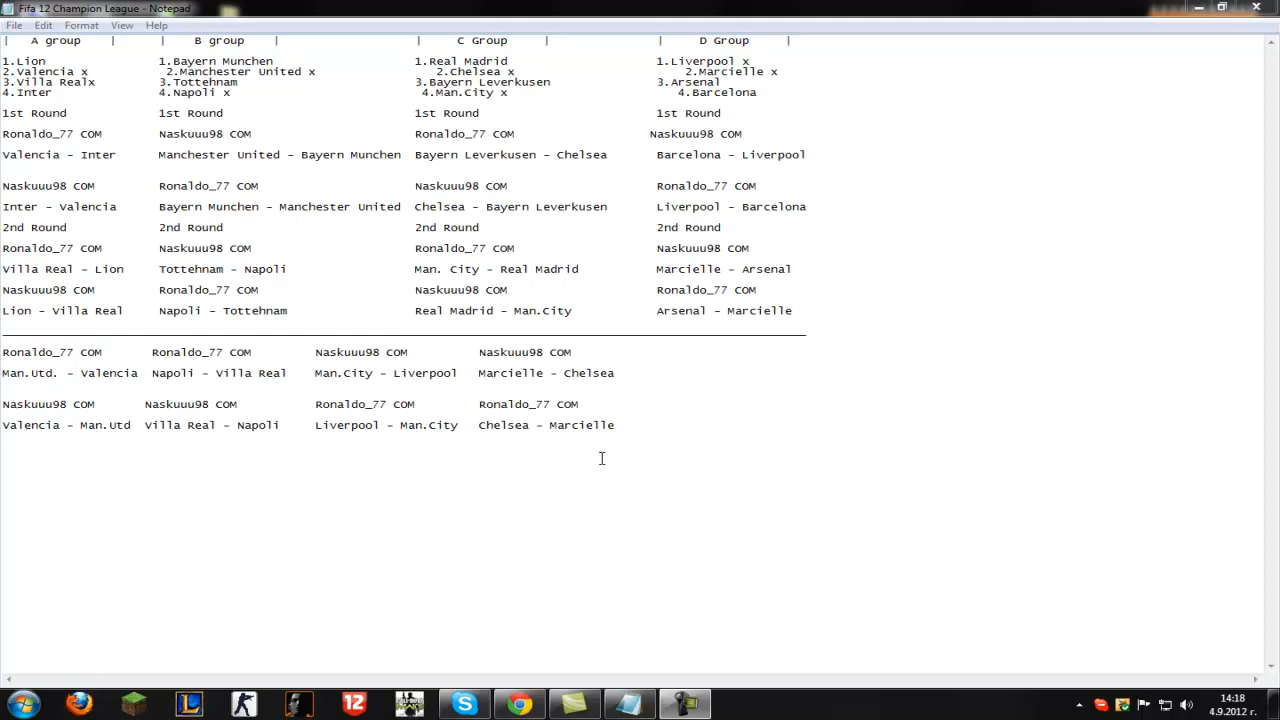 Fifa 12 Champion League - Notepad
File Edit Format View Help
| A group | | B group | | C Group | | D Group |
1.Lion 1.Bayern Munchen 1.Real Madrid 1.Liverpool x
2.Valencia x 2.Manchester United x 2.Chelsea x 2.Marcielle x
3.Villa Realx 3.Tottehnam 3.Bayern Leverkusen 3.Arsenal
4.Inter 4.Napoli x 4.Man.City x 4.Barcelona
1st Round 1st Round 1st Round 1st Round
Ronaldo_77 COM Naskuuu98 COM Ronaldo_77 COM Naskuuu98 COM
Valencia - Inter Manchester United - Bayern Munchen Bayern Leverkusen - Chelsea Barcelona - Liverpool
Naskuuu98 COM Ronaldo_77 COM Naskuuu98 COM Ronaldo_77 COM
Inter - Valencia Bayern Munchen - Manchester United Chelsea - Bayern Leverkusen Liverpool - Barcelona
2nd Round 2nd Round 2nd Round 2nd Round
Ronaldo_77 COM Naskuuu98 COM Ronaldo_77 COM Naskuuu98 COM
Villa Real - Lion Tottehnam - Napoli Man. City - Real Madrid Marcielle - Arsenal
Naskuuu98 COM Ronaldo_77 COM Naskuuu98 COM Ronaldo_77 COM
Lion - Villa Real Napoli - Tottehnam Real Madrid - Man.City Arsenal - Marcielle
Ronaldo_77 COM Ronaldo_77 COM Naskuuu98 COM Naskuuu98 COM
Man.Utd. - Valencia Napoli - Villa Real Man.City - Liverpool Marcielle - Chelsea
Naskuuu98 COM Naskuuu98 COM Ronaldo_77 COM Ronaldo_77 COM
Valencia - Man.Utd Villa Real - Napoli Liverpool - Man.City Chelsea - Marcielle
12
14:18
4.9.2012 г.